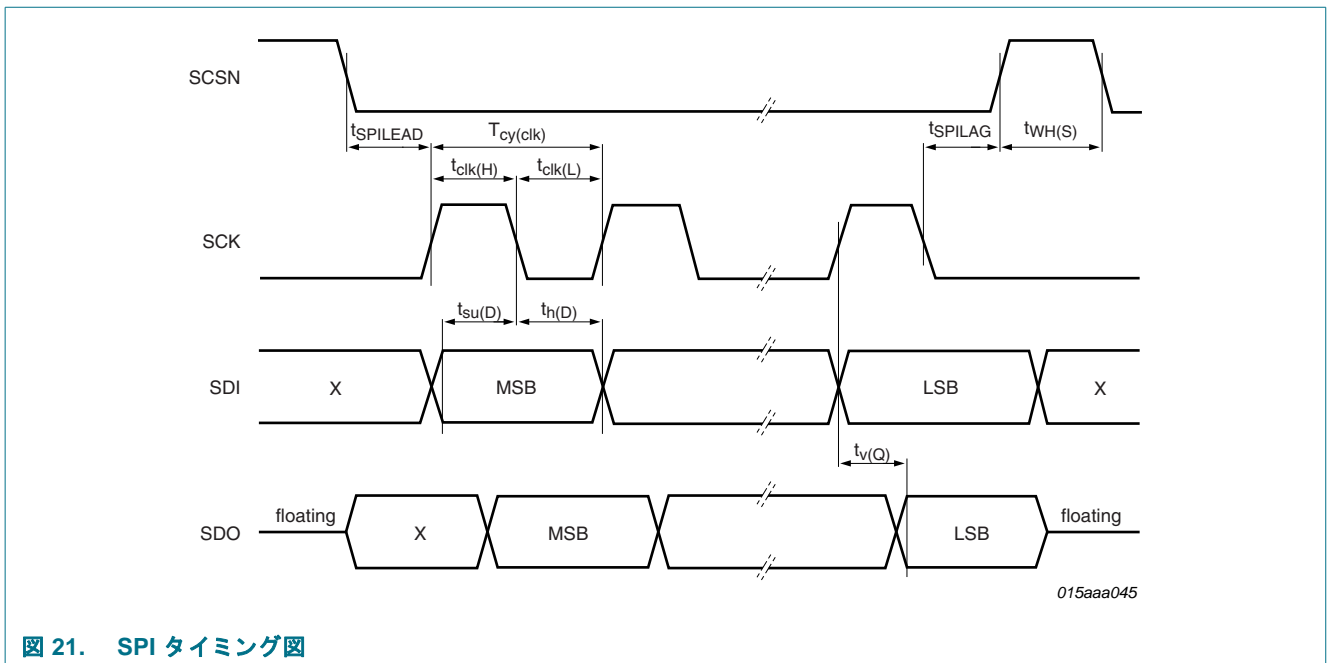 SCSN
tSPILEAD
Tcy(clk)
tSPILAG
tWH(S)
tclk(H)
tclk(L)
SCK
tsu(D)
th(D)
SDI
X
MSB
LSB
X
tv(Q)
SDO
floating
X
MSB
LSB
floating
015aaa045
図 21. SPI タイミング図